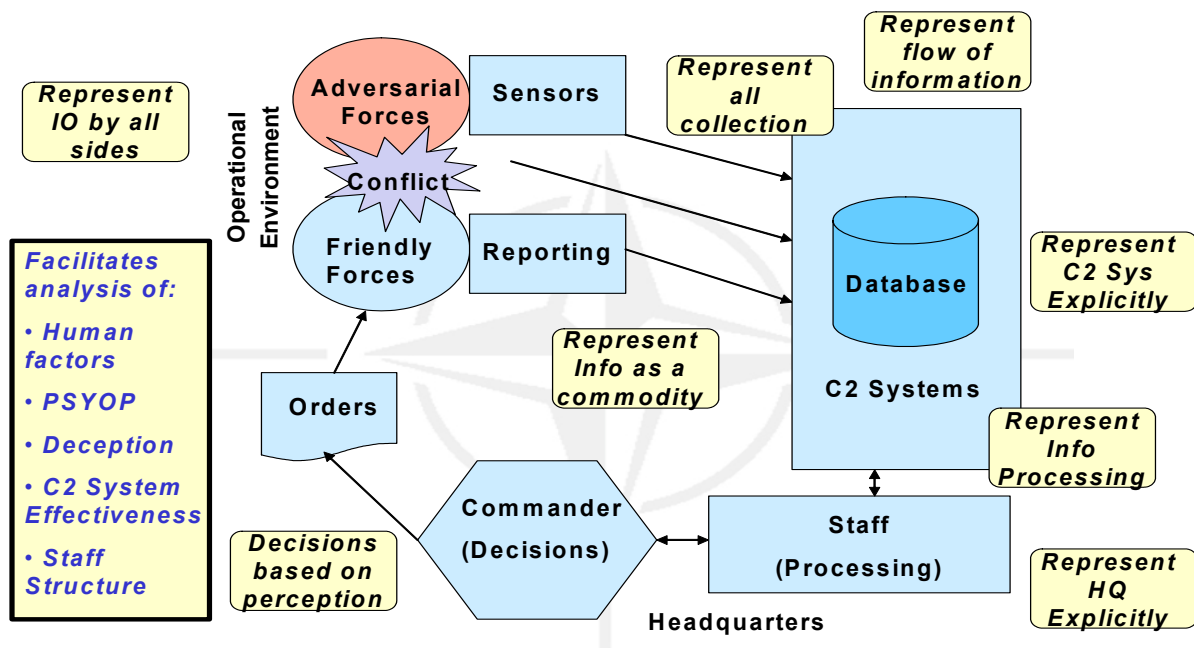 Represent
IO by all
sides
Operational
Environment
Adversarial
Forces
Conflict
Friendly
Forces
Sensors
Reporting
Represent
all
collection
Represent
flow of
information
Database
C2 Systems
Represent
C2 Sys
Explicitly
Facilitates
analysis of:
• Human
factors
• PSYOP
• Deception
• C2 System
Effectiveness
• Staff
Structure
Orders
Represent
Info as a
commodity
Represent
Info
Processing
Decisions
based on
perception
Commander
(Decisions)
Staff
(Processing)
Headquarters
Represent
HQ
Explicitly